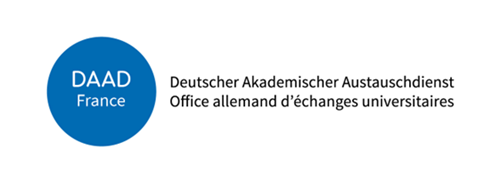 DAAD
France
Deutscher Akademischer Austauschdienst
Office allemand d'échanges universitaires